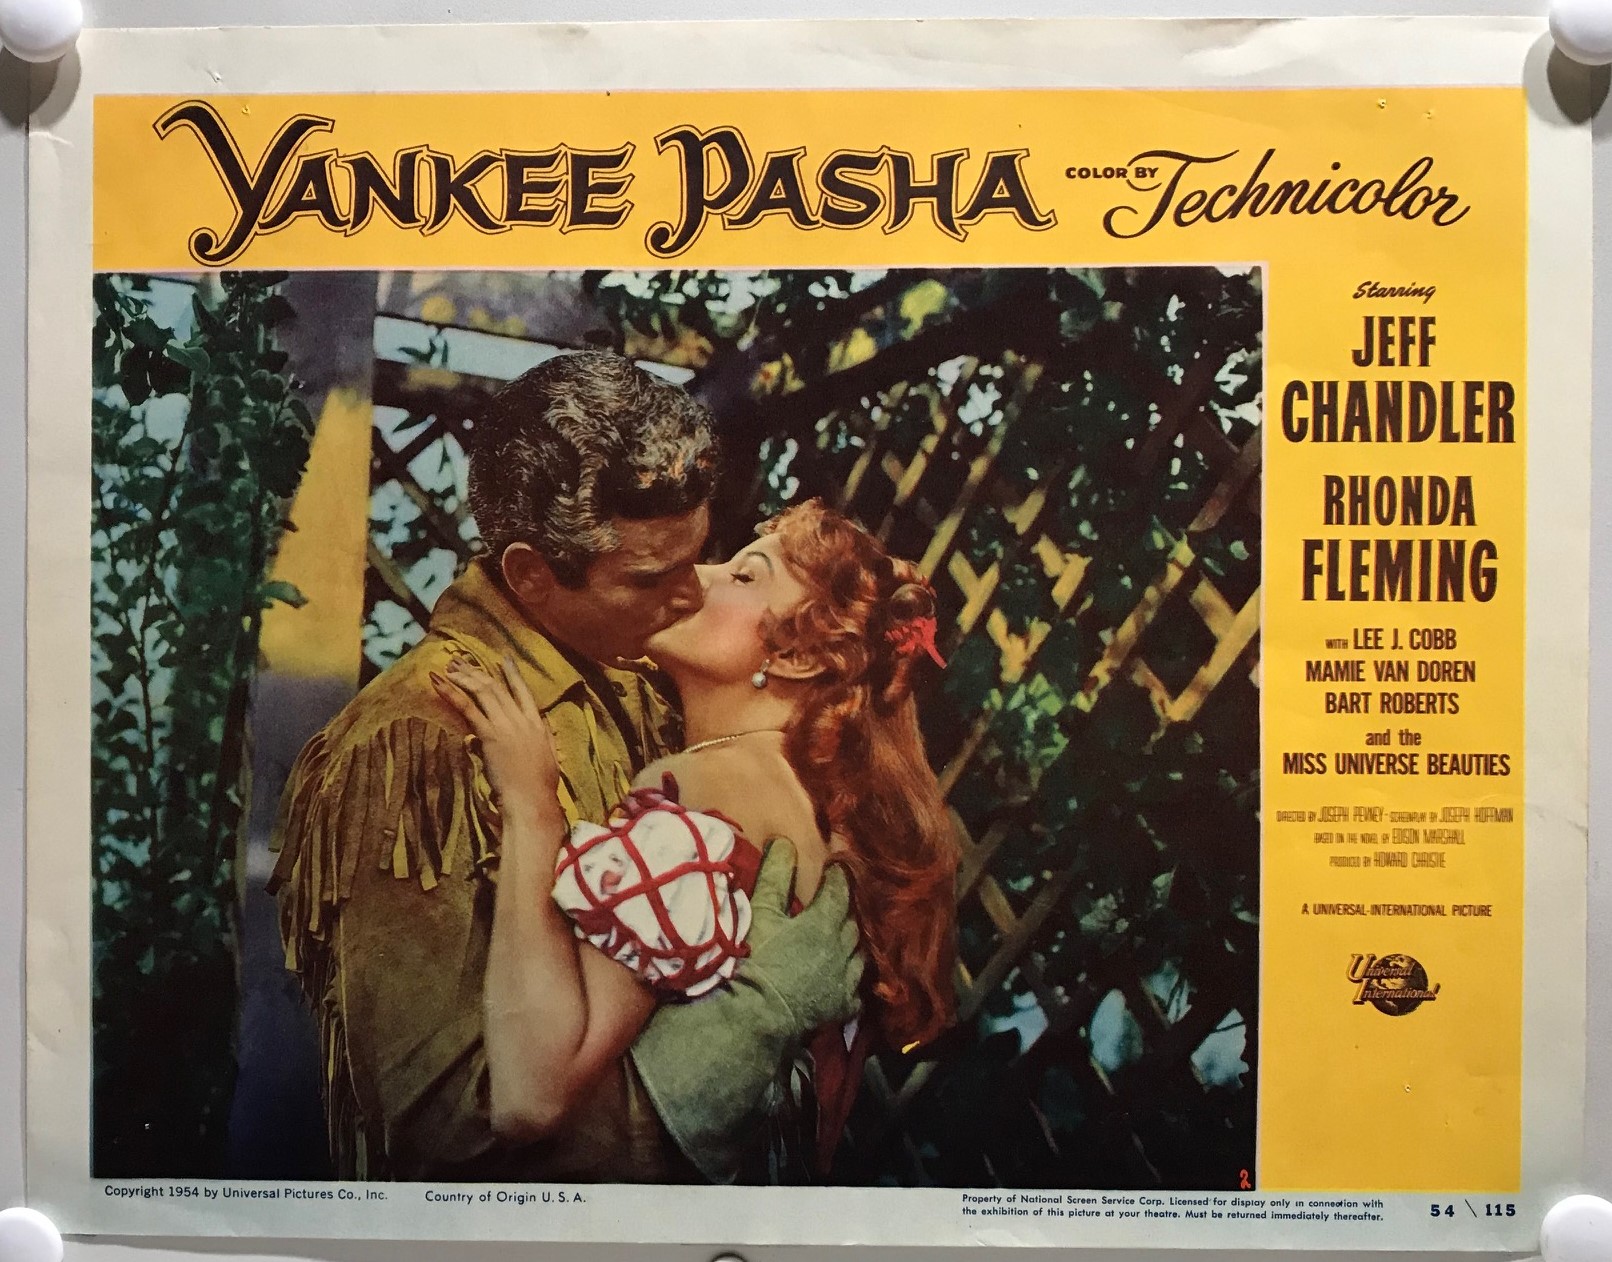 YANKEE PASHA
COLOR BY Technicolor
Starring
JEFF
CHANDLER
RHONDA
FLEMING
WITH LEE J. COBB
MAMIE VAN DOREN
BART ROBERTS
and the
MISS UNIVERSE BEAUTIES
DIRECTED BY JOSEPH PEVNEY - SCREENPLAY BY JOSEPH HOFFMAN
BASED ON THE NOVEL BY EDISON MARSHALL
PRODUCED BY HOWARD CHRISTIE
A UNIVERSAL-INTERNATIONAL PICTURE
Universal
International
2
Copyright 1954 by Universal Pictures Co., Inc. Country of Origin U. S. A.
Property of National Screen Service Corp. Licensed for display only in connection with
the exhibition of this picture at your theatre. Must be returned immediately thereafter.
54 \ 115